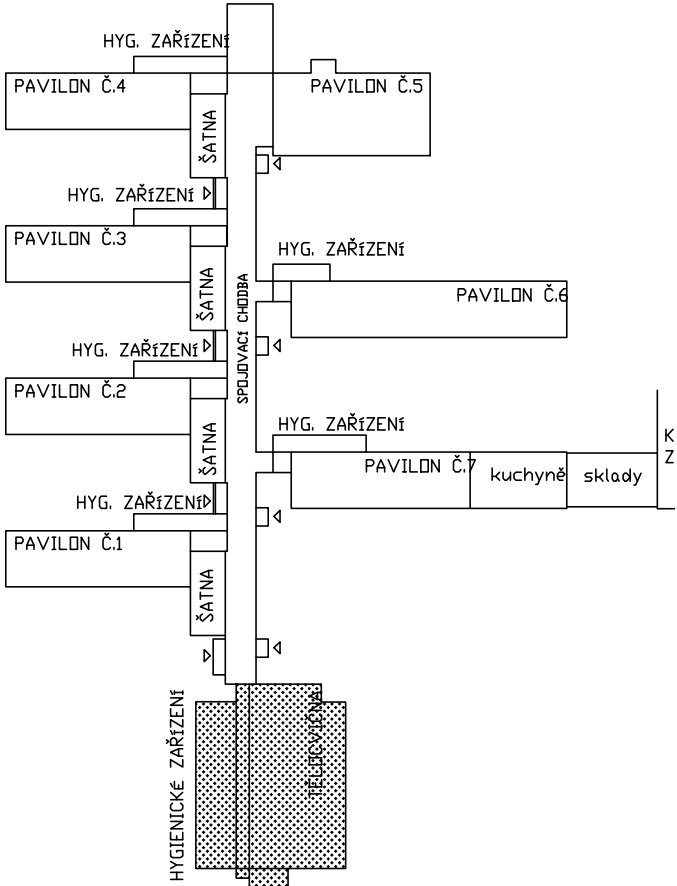 HYG. ZAŘÍZENÍ
PAVILON Č.4
PAVILON Č.5
ŠATNA
HYG. ZAŘÍZENÍ
PAVILON Č.3
HYG. ZAŘÍZENÍ
PAVILON Č.6
ŠATNA
SPOJOVACÍ CHODBA
HYG. ZAŘÍZENÍ
PAVILON Č.2
HYG. ZAŘÍZENÍ
PAVILON Č.7
kuchyně
sklady
K
Z
ŠATNA
HYG. ZAŘÍZENÍ
PAVILON Č.1
ŠATNA
HYGIENICKÉ ZAŘÍZENÍ
TĚLOCVIČNA